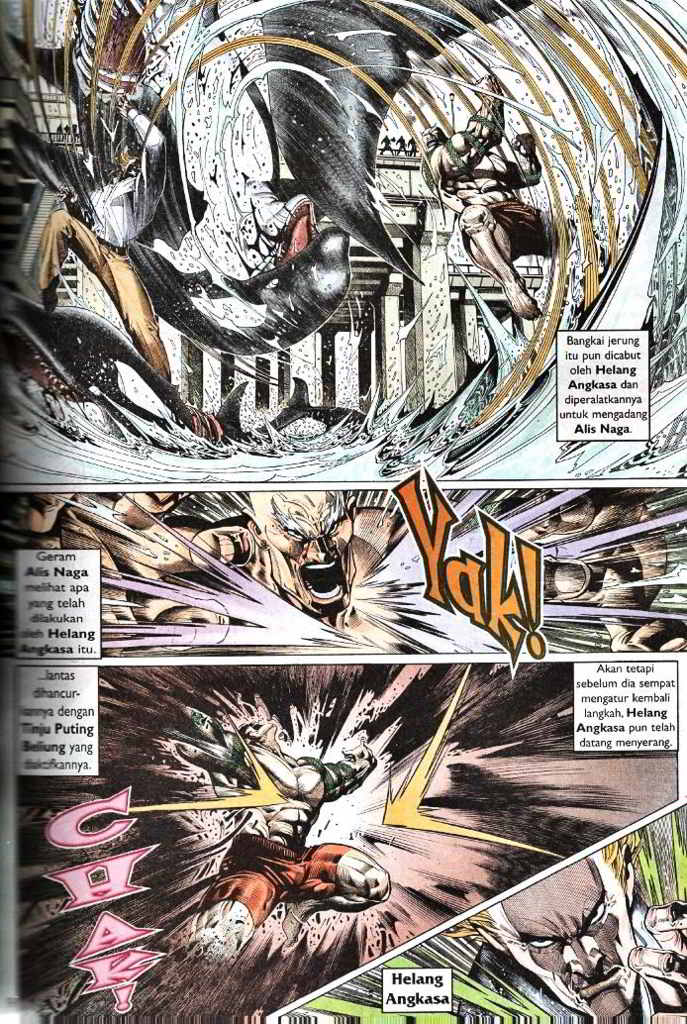 Bangkai jerung
itu pun dicabut
oleh Helang
Angkasa dan
diperalatkannya
untuk mengadang
Alis Naga.
Yak!
Geram
Alis Naga
melihat apa
yang telah
dilakukan
oleh Helang
Angkasa itu.
...lantas
dihancur-
kannya dengan
Tinju Puting
Beliung yang
diaktifkannya.
Akan tetapi
sebelum dia sempat
mengatur kembali
langkah, Helang
Angkasa pun telah
datang menyerang.
CHAK!
Helang
Angkasa